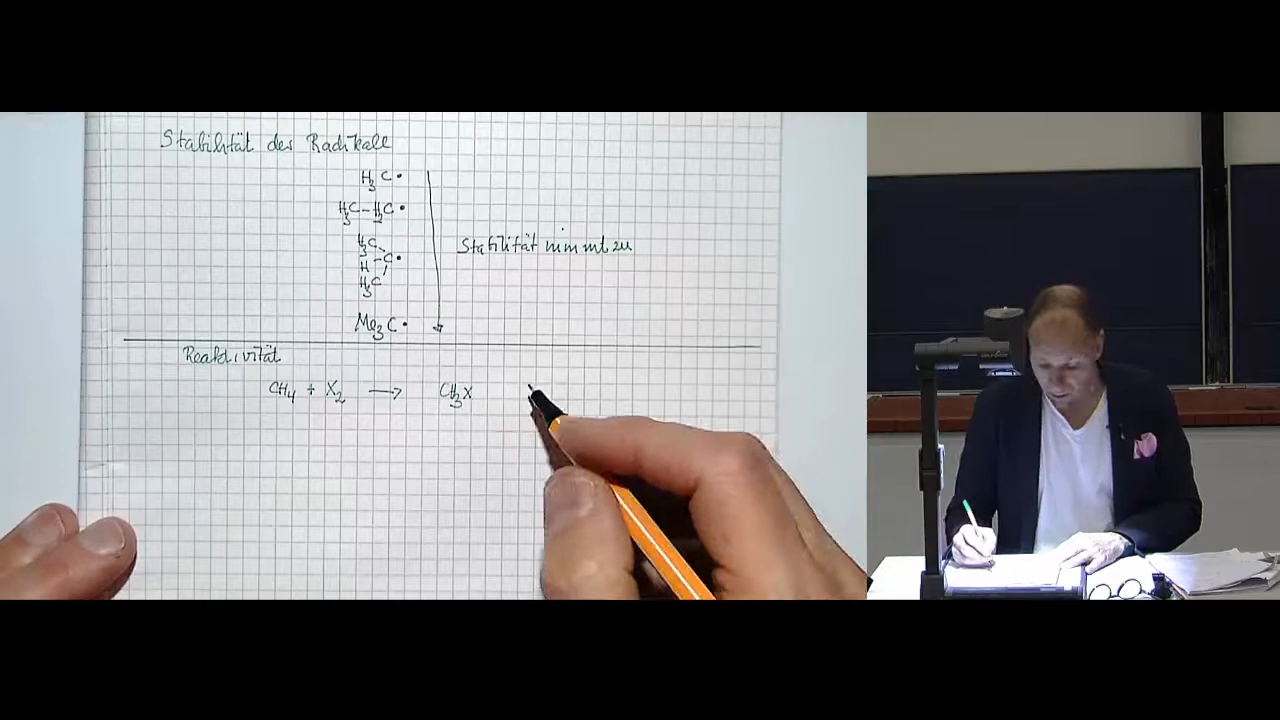 Stabilität der Radikale
H₃C•
H₃C-H₂C•
H₃C
H-C•
H₃C
Stabilität nimmt zu
Me₃C•
Reaktivität
CH₄ + X₂ ⟶ CH₃X